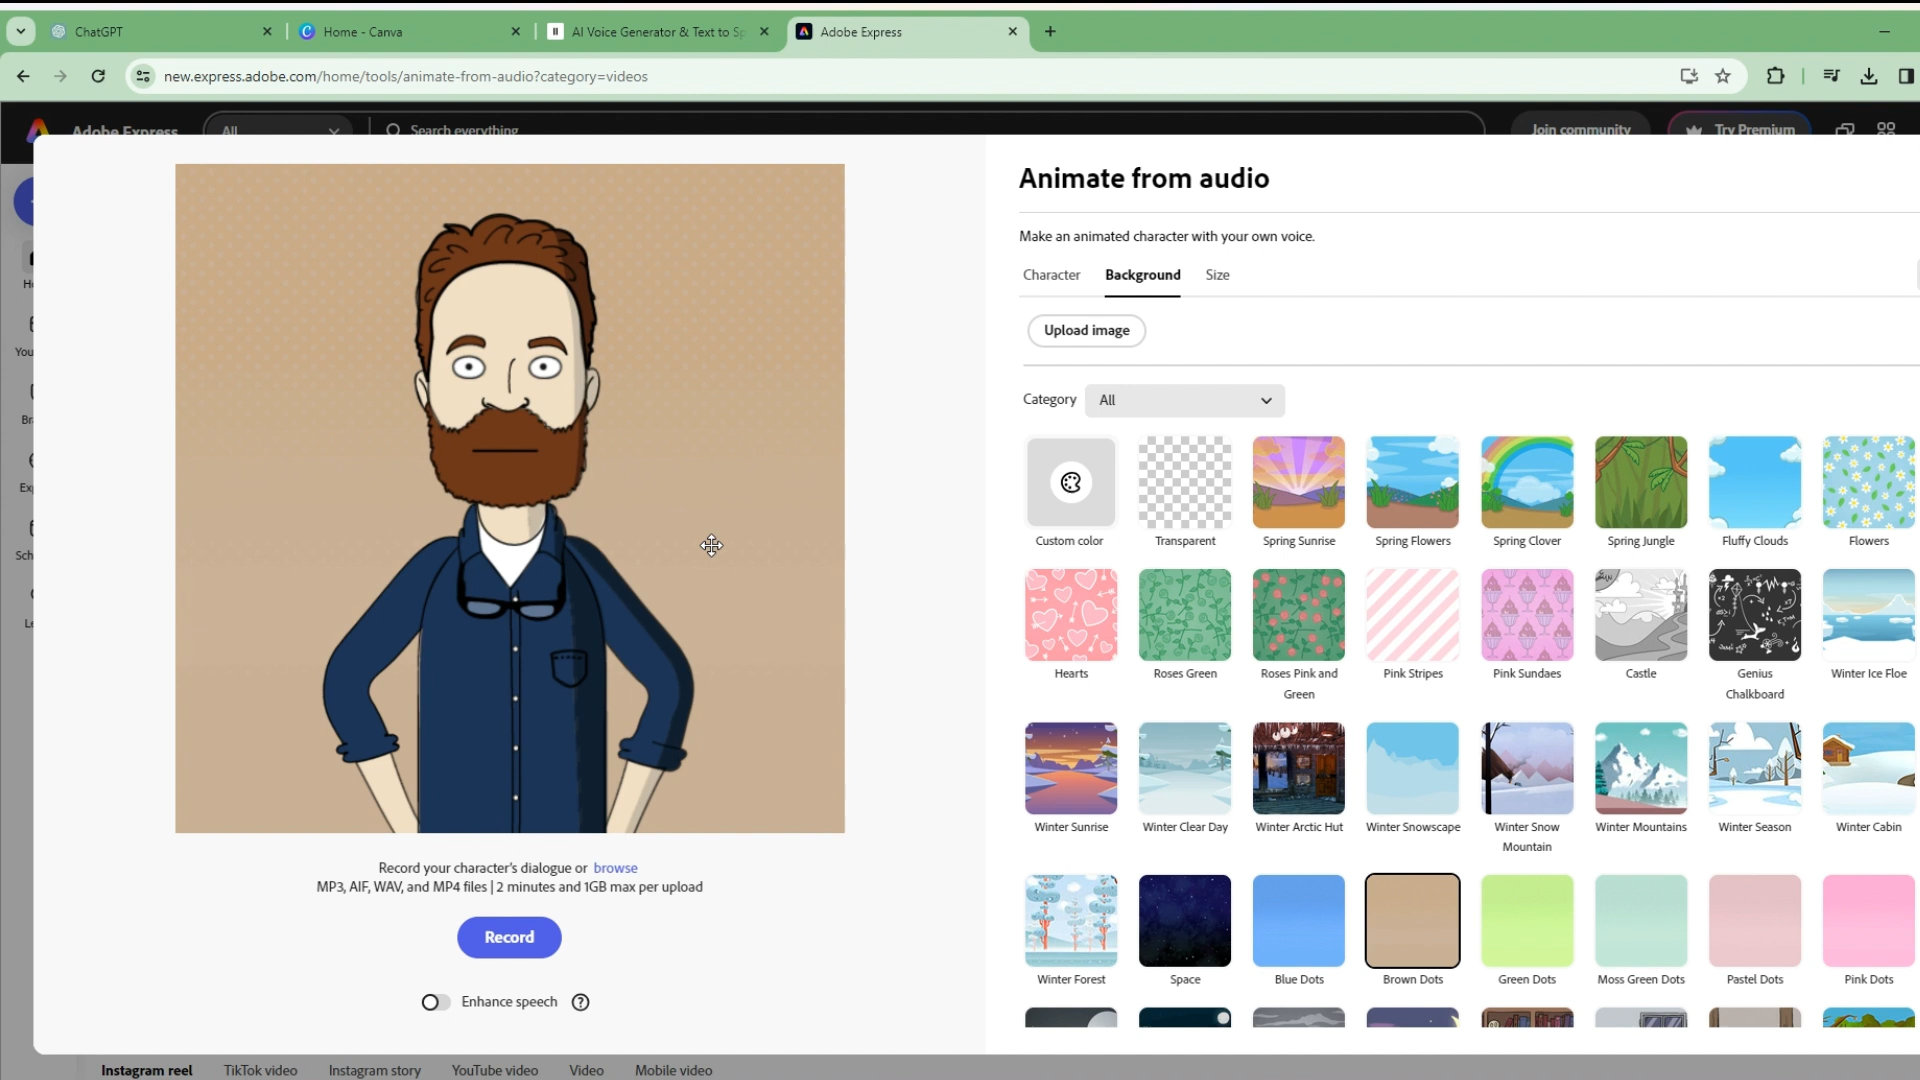 ChatGPT
Home - Canva
AI Voice Generator & Text to Sp
Adobe Express
new.express.adobe.com/home/tools/animate-from-audio?category=videos
Adobe Express
All
Search everything
Join community
Try Premium
Animate from audio
Make an animated character with your own voice.
Character
Background
Size
Upload image
Category
All
Custom color
Transparent
Spring Sunrise
Spring Flowers
Spring Clover
Spring Jungle
Fluffy Clouds
Flowers
Hearts
Roses Green
Roses Pink and
Green
Pink Stripes
Pink Sundaes
Castle
Genius
Chalkboard
Winter Ice Floe
Winter Sunrise
Winter Clear Day
Winter Arctic Hut
Winter Snowscape
Winter Snow
Mountain
Winter Mountains
Winter Season
Winter Cabin
Winter Forest
Space
Blue Dots
Brown Dots
Green Dots
Moss Green Dots
Pastel Dots
Pink Dots
Record your character's dialogue or browse
MP3, AIF, WAV, and MP4 files | 2 minutes and 1GB max per upload
Record
Enhance speech
Instagram reel
TikTok video
Instagram story
YouTube video
Video
Mobile video